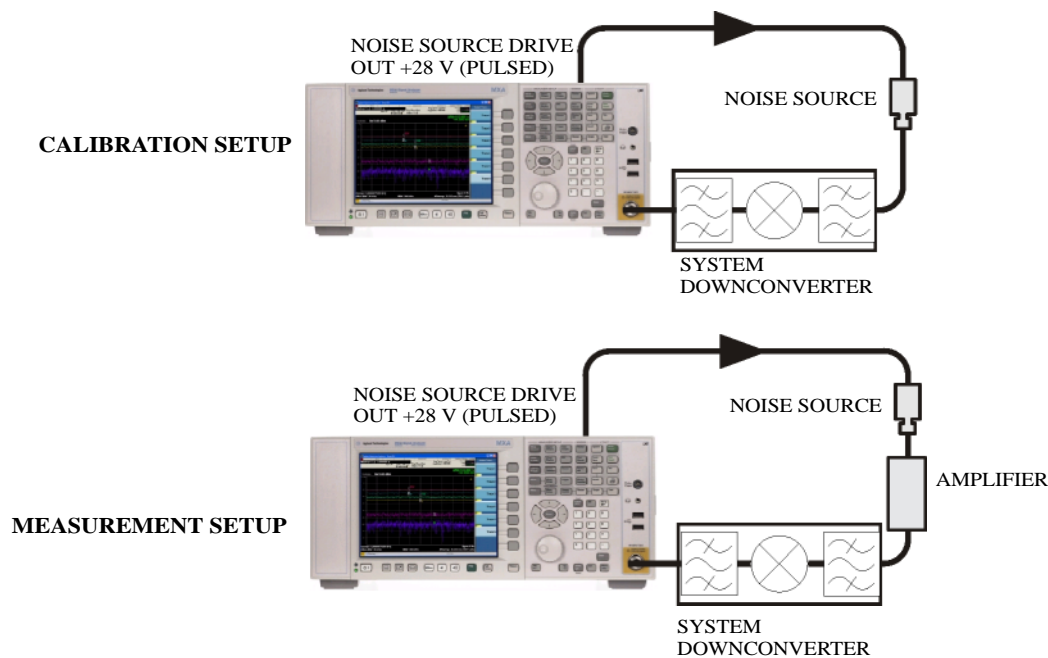 NOISE SOURCE DRIVE
OUT +28 V (PULSED)
NOISE SOURCE
CALIBRATION SETUP
SYSTEM
DOWNCONVERTER
NOISE SOURCE DRIVE
OUT +28 V (PULSED)
NOISE SOURCE
AMPLIFIER
MEASUREMENT SETUP
SYSTEM
DOWNCONVERTER